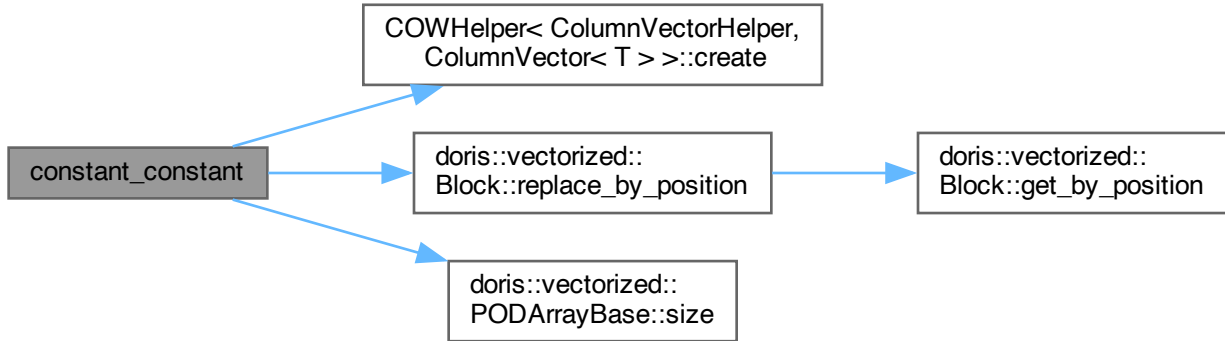 COWHelper< ColumnVectorHelper,
ColumnVector< T > >::create
constant_constant
doris::vectorized::
Block::replace_by_position
doris::vectorized::
Block::get_by_position
doris::vectorized::
PODArrayBase::size